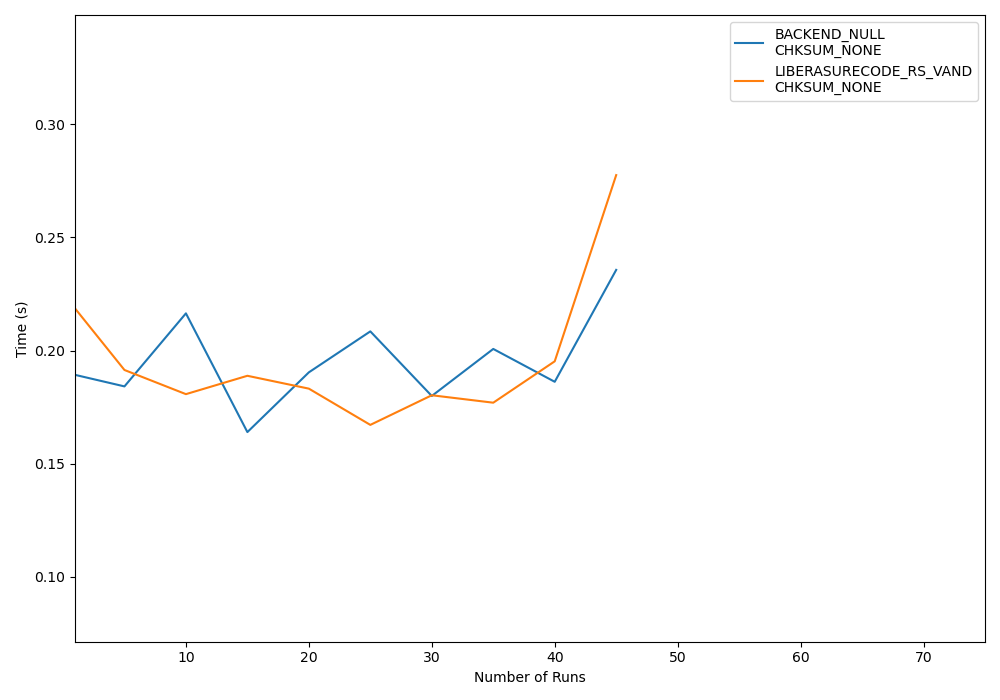 BACKEND_NULL
CHKSUM_NONE
LIBERASURECODE_RS_VAND
CHKSUM_NONE
0.30
0.25
0.20
0.15
0.10
Time (s)
10 20 30 40 50 60 70
Number of Runs